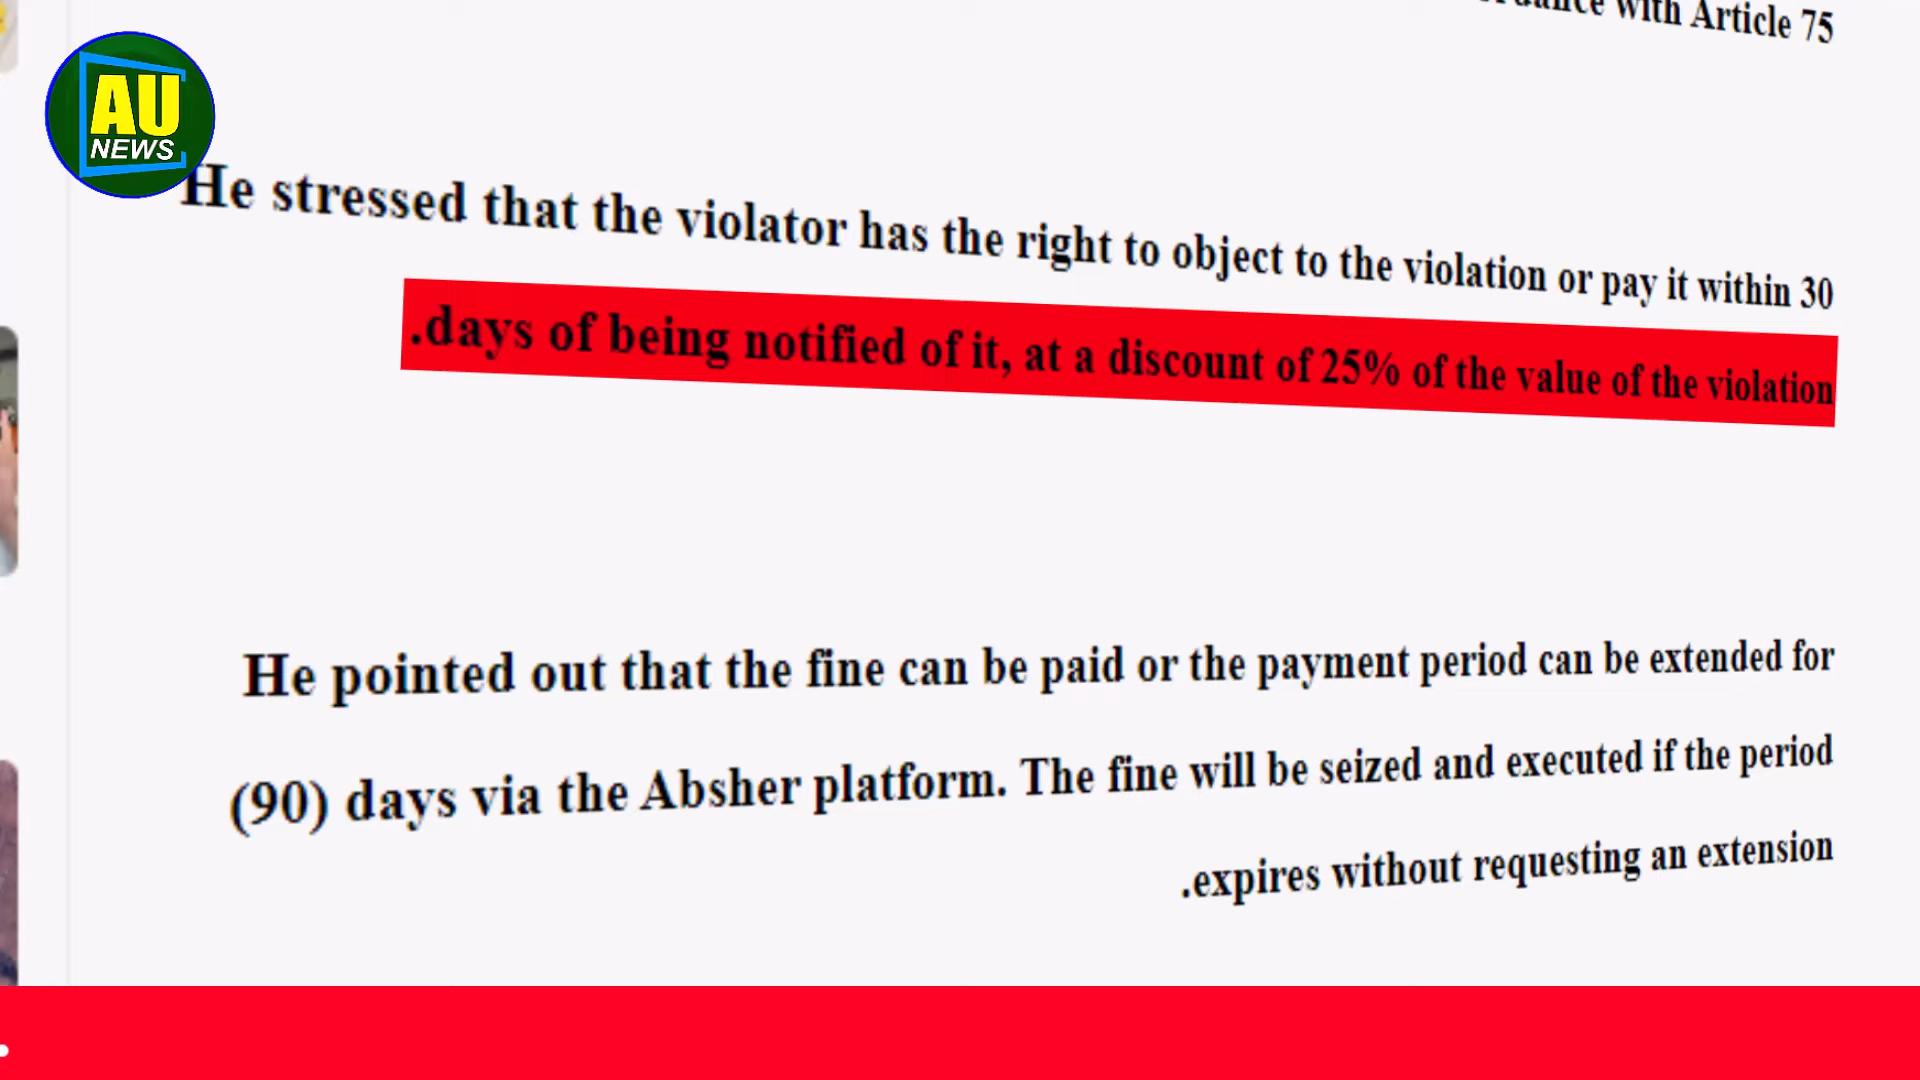 with Article 75
AU
NEWS
He stressed that the violator has the right to object to the violation or pay it within 30
.days of being notified of it, at a discount of 25% of the value of the violation
He pointed out that the fine can be paid or the payment period can be extended for
(90) days via the Absher platform. The fine will be seized and executed if the period
.expires without requesting an extension